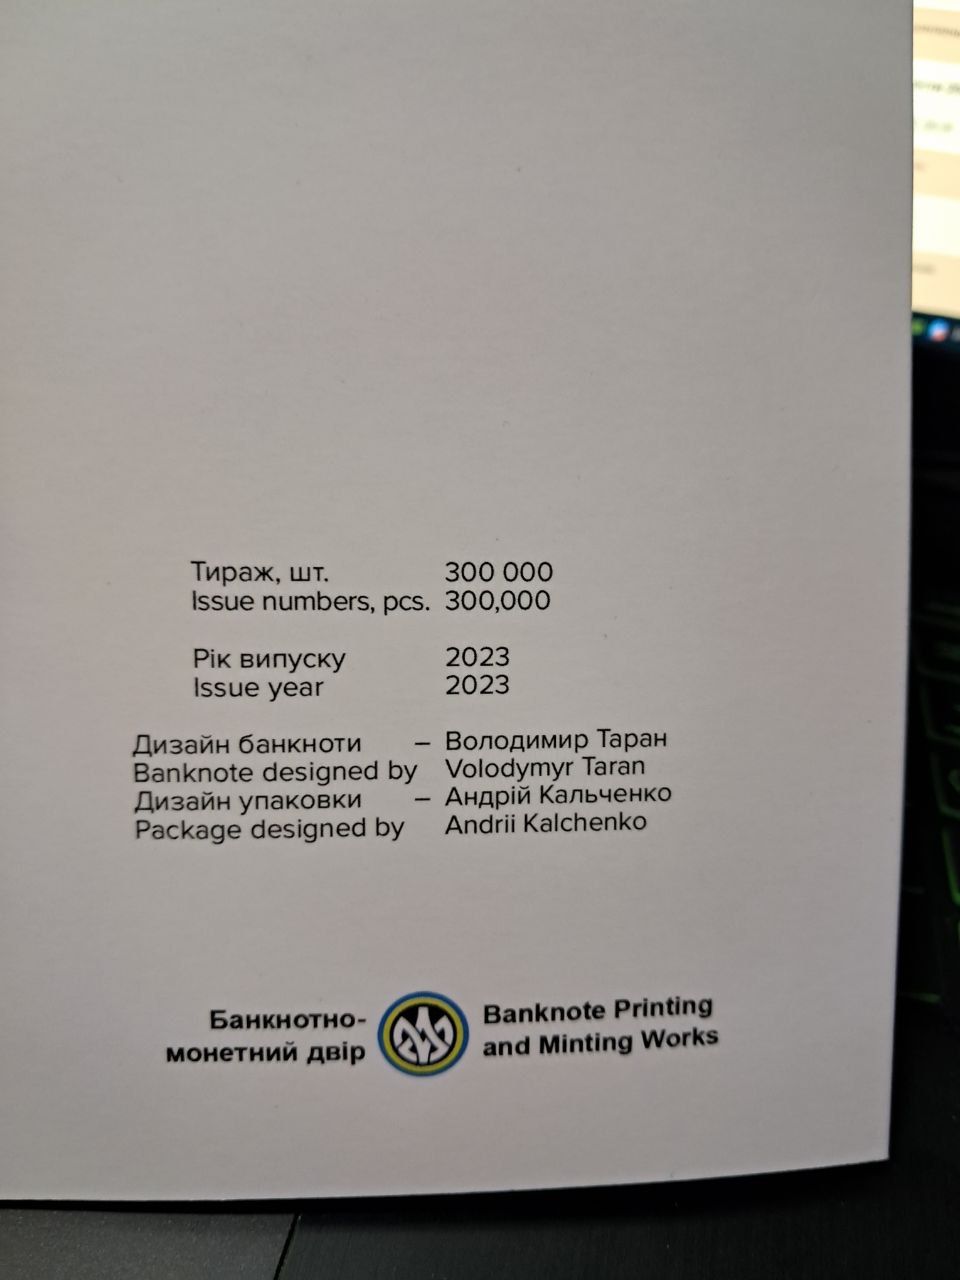 Тираж, шт. 300 000
Issue numbers, pcs. 300,000
Рік випуску 2023
Issue year 2023
Дизайн банкноти – Володимир Таран
Banknote designed by Volodymyr Taran
Дизайн упаковки – Андрій Кальченко
Package designed by Andrii Kalchenko
Банкнотно-
монетний двір
Banknote Printing
and Minting Works